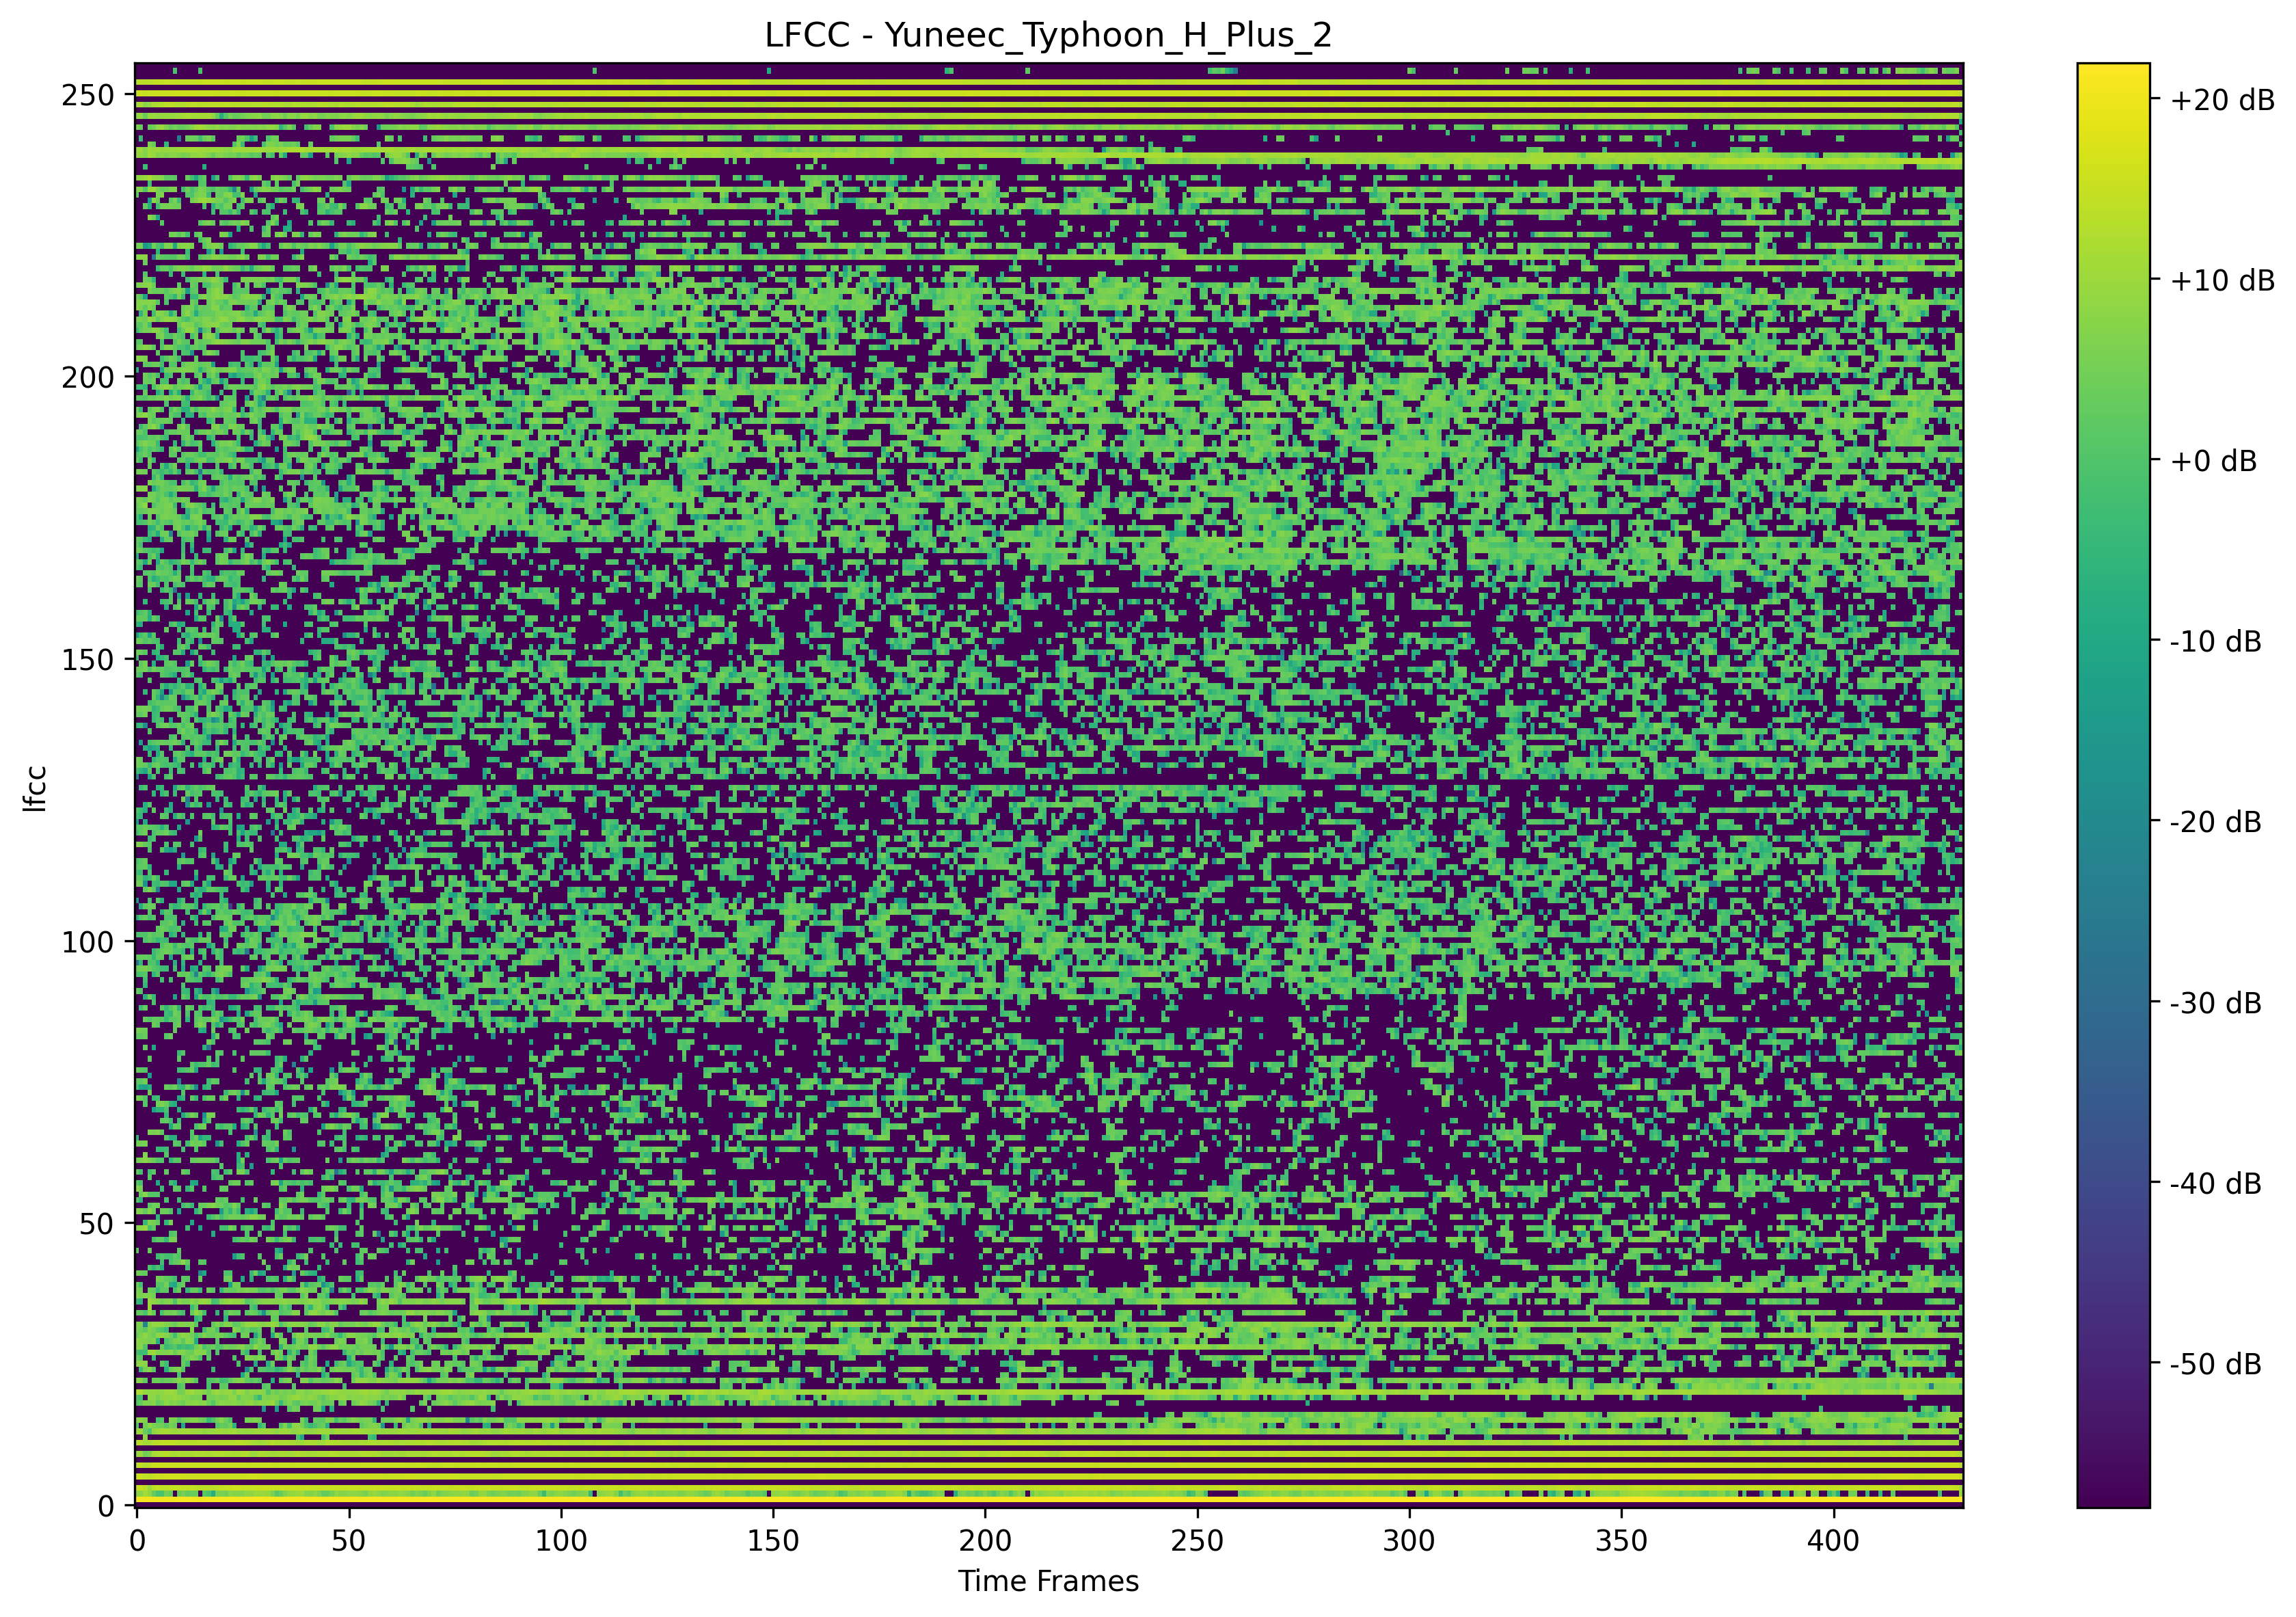 LFCC - Yuneec_Typhoon_H_Plus_2
250
200
150
100
50
0
lfcc
0 50 100 150 200 250 300 350 400
Time Frames
+20 dB
+10 dB
+0 dB
-10 dB
-20 dB
-30 dB
-40 dB
-50 dB